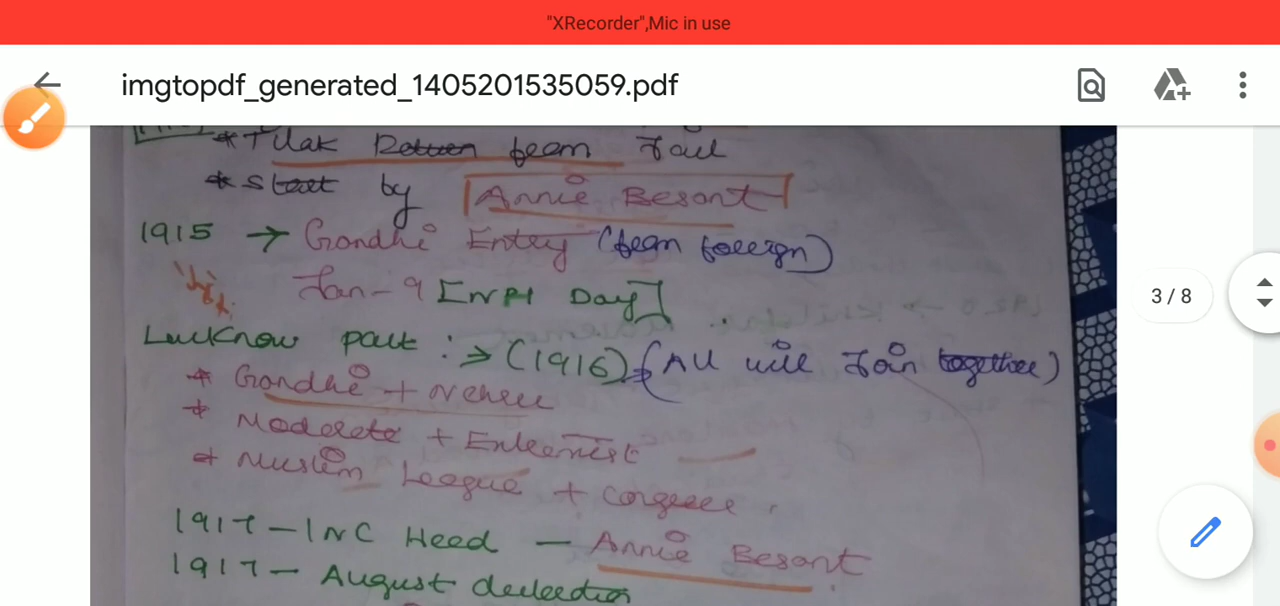 "XRecorder",Mic in use
imgtopdf_generated_1405201535059.pdf
* Tilak Return from Jail
* Start by Annie Besant
1915 → Gandhi Entry (from foreign)
Jan-9 [NRI Day]
3 / 8
Lucknow pact :→ (1916) → (All will Join together)
* Gandhi + Nehru
* Moderate + Extremist
* Muslim League + Congress
1917 - INC Head - Annie Besant
1917 - August declection